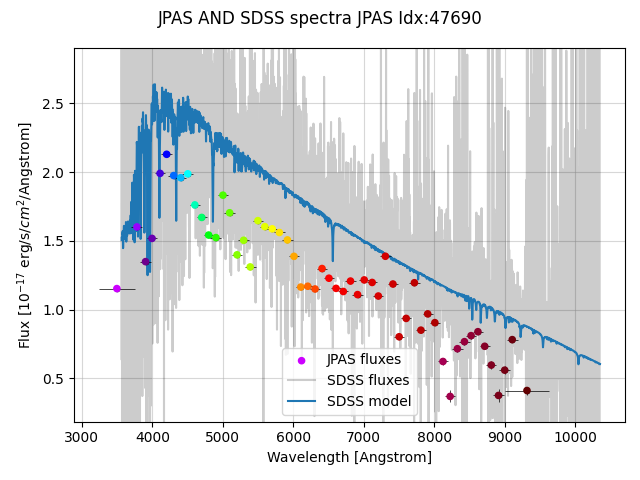 JPAS AND SDSS spectra JPAS Idx:47690
Flux [10⁻¹⁷ erg/s/cm²/Angstrom]
2.5
2.0
1.5
1.0
0.5
JPAS fluxes
SDSS fluxes
SDSS model
3000 4000 5000 6000 7000 8000 9000 10000
Wavelength [Angstrom]